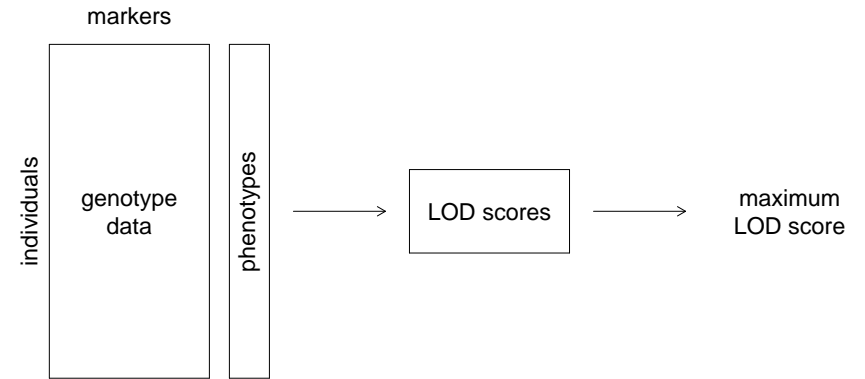 markers
individuals
genotype
data
phenotypes
LOD scores
maximum
LOD score